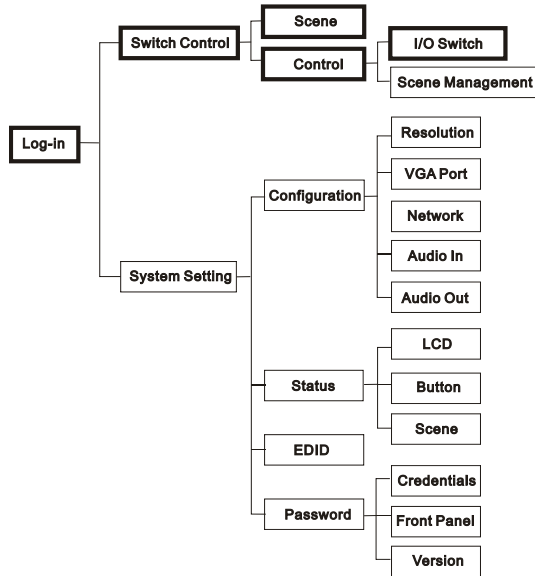 Log-in
Switch Control
Scene
Control
I/O Switch
Scene Management
System Setting
Configuration
Resolution
VGA Port
Network
Audio In
Audio Out
Status
LCD
Button
Scene
EDID
Password
Credentials
Front Panel
Version